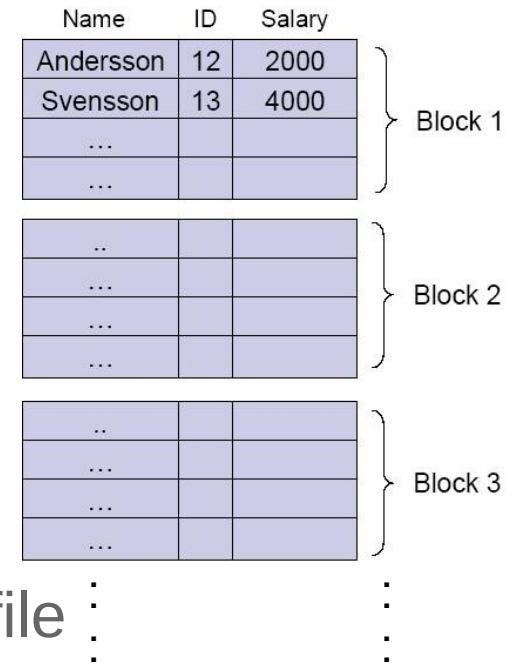 Name ID Salary
Andersson 12 2000
Svensson 13 4000
...
...
Block 1
..
...
...
...
Block 2
..
...
...
...
Block 3
file